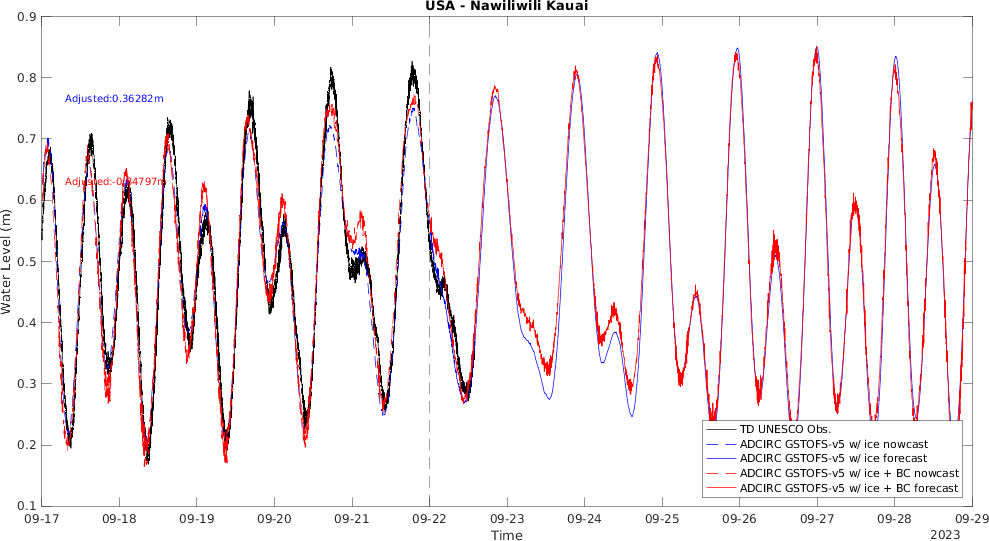 USA - Nawiliwili Kauai
0.9
0.8
0.7
0.6
0.5
0.4
0.3
0.2
0.1
Water Level (m)
Adjusted:0.36282m
TD UNESCO Obs.
ADCIRC GSTOFS-v5 w/ ice nowcast
ADCIRC GSTOFS-v5 w/ ice forecast
ADCIRC GSTOFS-v5 w/ ice + BC nowcast
ADCIRC GSTOFS-v5 w/ ice + BC forecast
09-17 09-18 09-19 09-20 09-21 09-22 09-23 09-24 09-25 09-26 09-27 09-28 09-29
Time
2023